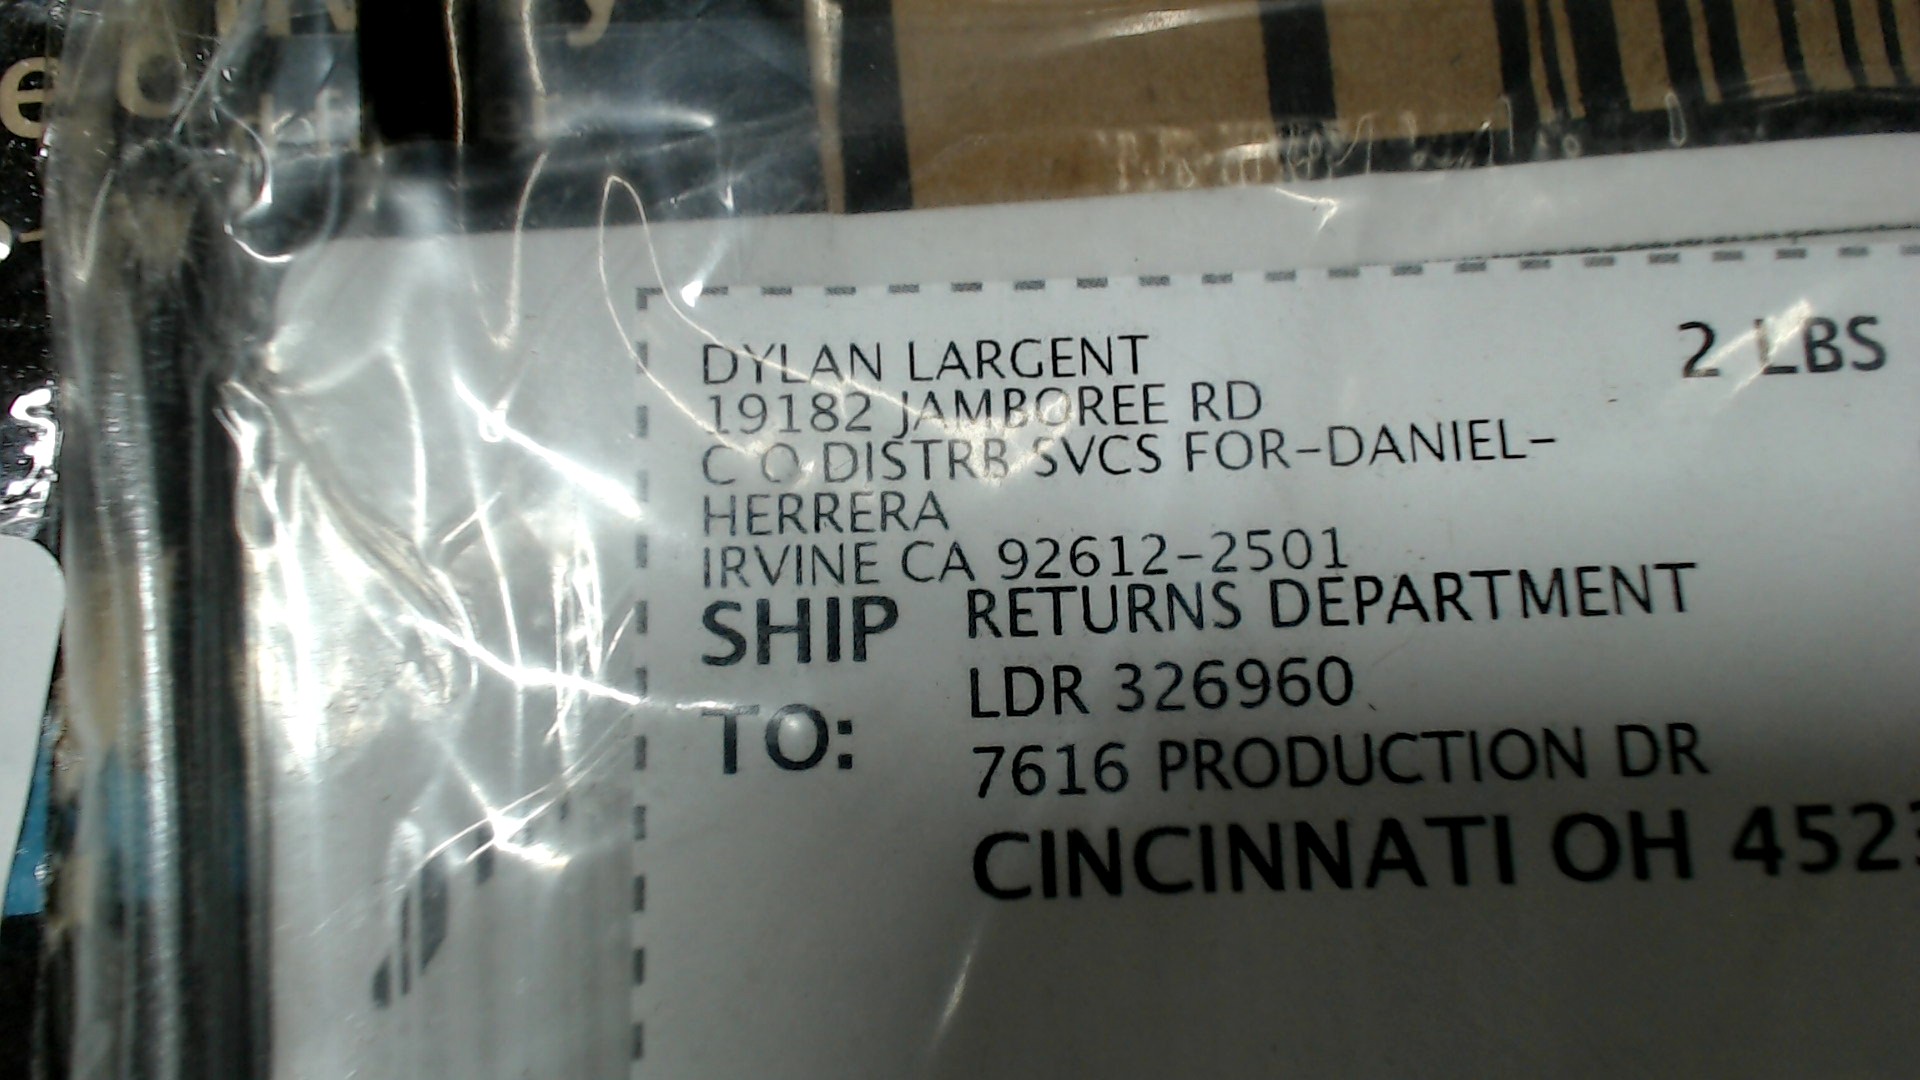 DYLAN LARGENT
2 LBS
19182 JAMBOREE RD
C O DISTRB SVCS FOR-DANIEL-
HERRERA
IRVINE CA 92612-2501
SHIP TO:
RETURNS DEPARTMENT
LDR 326960
7616 PRODUCTION DR
CINCINNATI OH